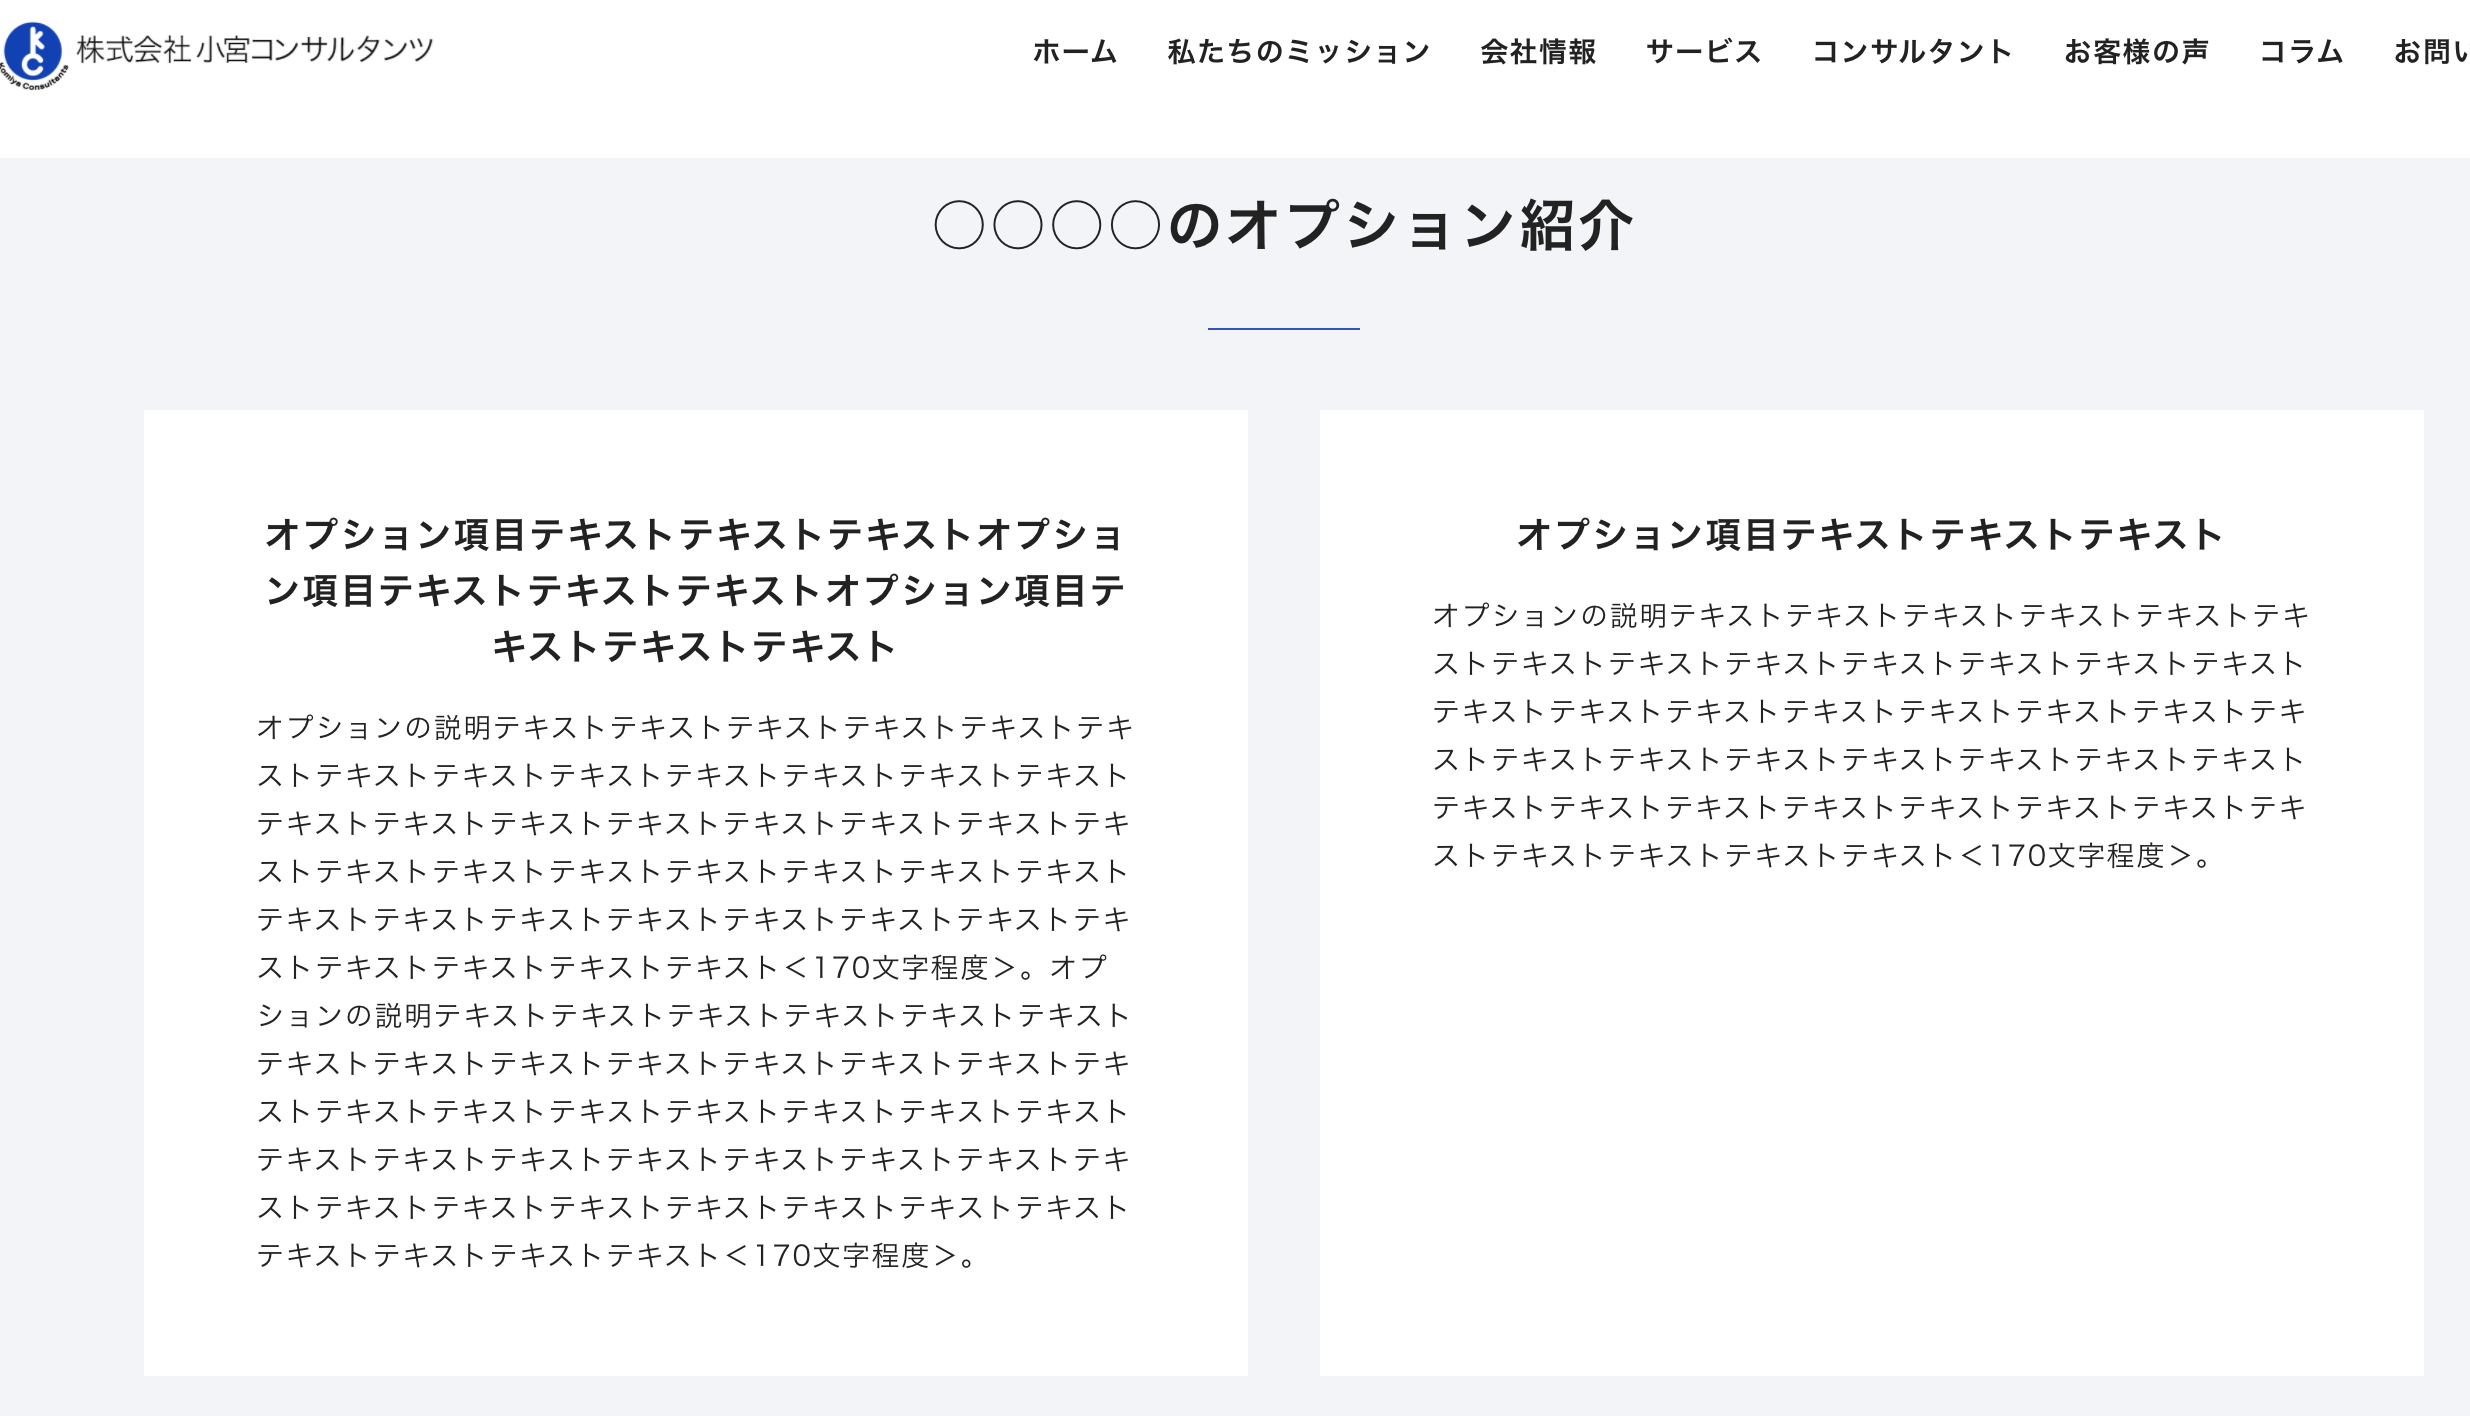 Komiya Consultants
株式会社 小宮コンサルタンツ
ホーム 私たちのミッション 会社情報 サービス コンサルタント お客様の声 コラム お問い
〇〇〇〇のオプション紹介
オプション項目テキストテキストテキストオプショ
ン項目テキストテキストテキストオプション項目テ
キストテキストテキスト
オプションの説明テキストテキストテキストテキストテキストテキ
ストテキストテキストテキストテキストテキストテキストテキスト
テキストテキストテキストテキストテキストテキストテキストテキ
ストテキストテキストテキストテキストテキストテキストテキスト
テキストテキストテキストテキストテキストテキストテキストテキ
ストテキストテキストテキストテキスト＜170文字程度＞。オプ
ションの説明テキストテキストテキストテキストテキストテキスト
テキストテキストテキストテキストテキストテキストテキストテキ
ストテキストテキストテキストテキストテキストテキストテキスト
テキストテキストテキストテキストテキストテキストテキストテキ
ストテキストテキストテキストテキストテキストテキストテキスト
テキストテキストテキストテキスト＜170文字程度＞。
オプション項目テキストテキストテキスト
オプションの説明テキストテキストテキストテキストテキストテキ
ストテキストテキストテキストテキストテキストテキストテキスト
テキストテキストテキストテキストテキストテキストテキストテキ
ストテキストテキストテキストテキストテキストテキストテキスト
テキストテキストテキストテキストテキストテキストテキストテキ
ストテキストテキストテキストテキスト＜170文字程度＞。